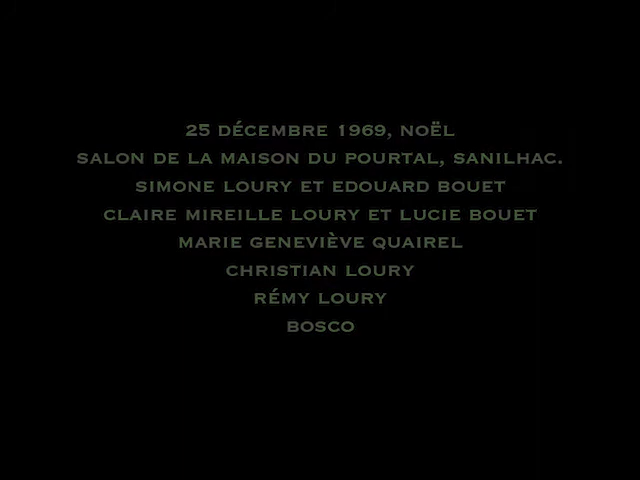 25 DÉCEMBRE 1969, NOËL
SALON DE LA MAISON DU POURTAL, SANILHAC.
SIMONE LOURY ET EDOUARD BOUET
CLAIRE MIREILLE LOURY ET LUCIE BOUET
MARIE GENEVIÈVE QUAIREL
CHRISTIAN LOURY
RÉMY LOURY
BOSCO